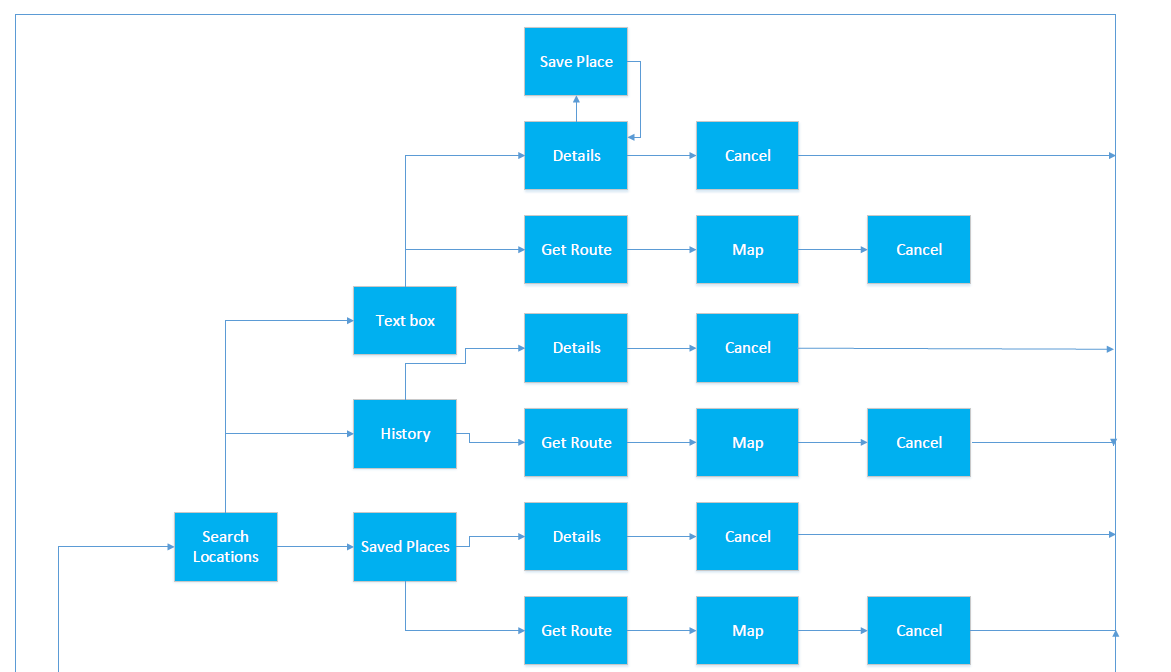 Save Place
Details
Cancel
Get Route
Map
Cancel
Text box
Details
Cancel
History
Get Route
Map
Cancel
Search
Locations
Saved Places
Details
Cancel
Get Route
Map
Cancel